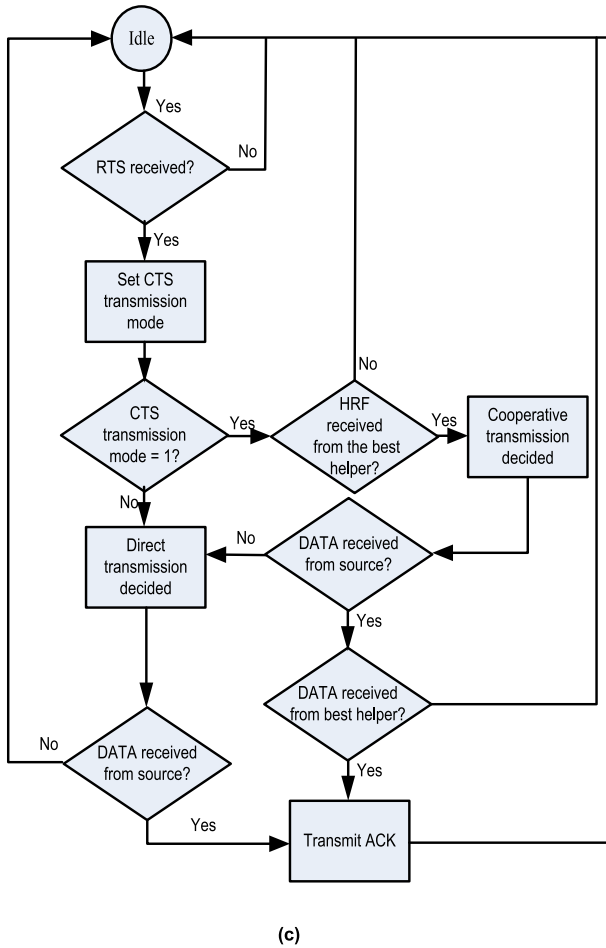 Idle
Yes
RTS received?
No
Yes
Set CTS
transmission
mode
No
CTS
transmission
mode = 1?
Yes
HRF
received
from the best
helper?
Yes
Cooperative
transmission
decided
No
Direct
transmission
decided
No
DATA received
from source?
Yes
DATA received
from best helper?
No
DATA received
from source?
Yes
Yes
Transmit ACK
(c)